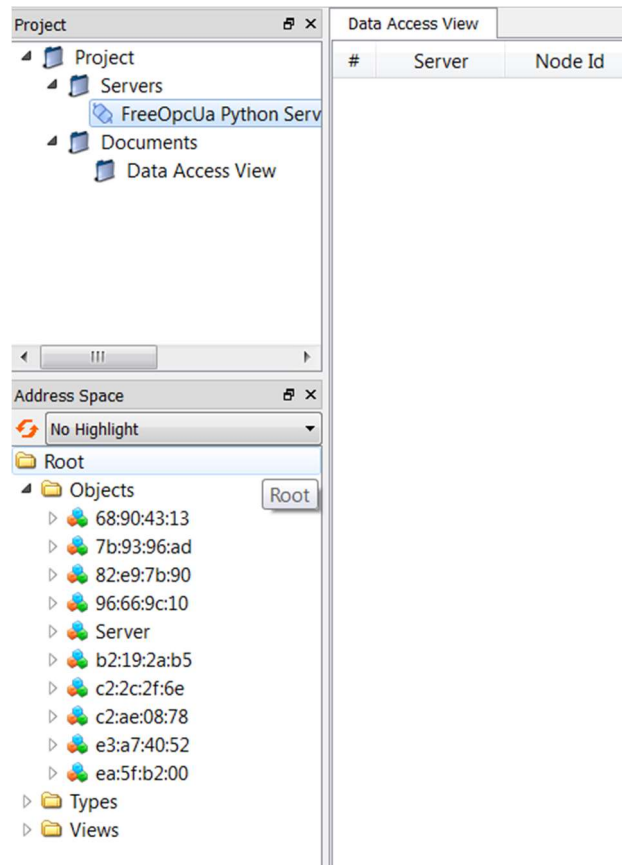 Project
Project
Servers
FreeOpcUa Python Serv
Documents
Data Access View
Address Space
No Highlight
Root
Objects
Root
68:90:43:13
7b:93:96:ad
82:e9:7b:90
96:66:9c:10
Server
b2:19:2a:b5
c2:2c:2f:6e
c2:ae:08:78
e3:a7:40:52
ea:5f:b2:00
Types
Views
Data Access View
# Server Node Id